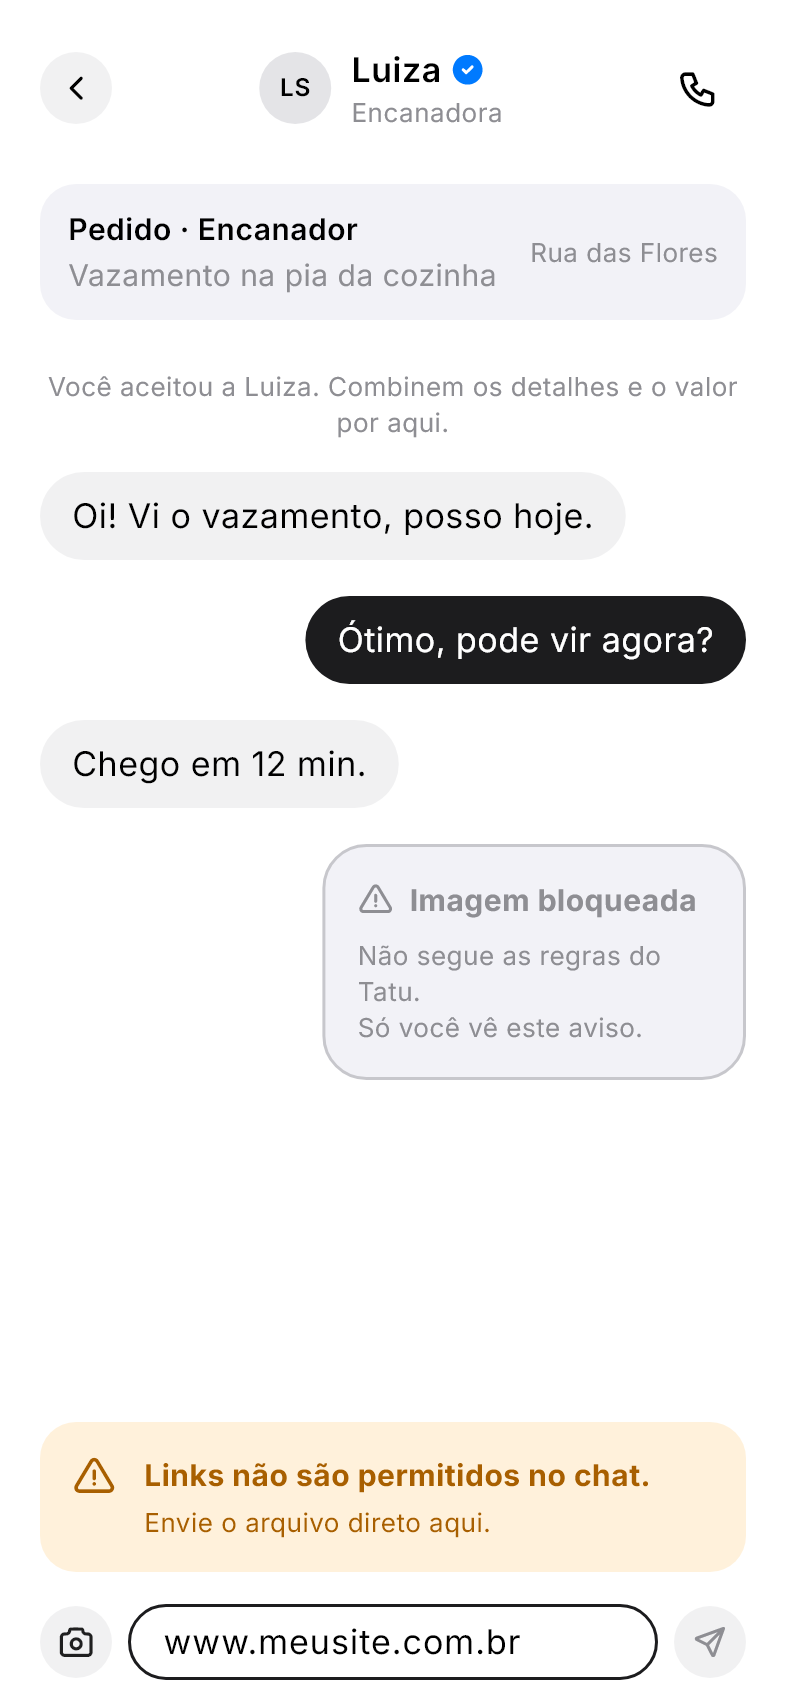 LS
Luiza
Encanadora
Pedido · Encanador
Vazamento na pia da cozinha
Rua das Flores
Você aceitou a Luiza. Combinem os detalhes e o valor
por aqui.
Oi! Vi o vazamento, posso hoje.
Ótimo, pode vir agora?
Chego em 12 min.
Imagem bloqueada
Não segue as regras do
Tatu.
Só você vê este aviso.
Links não são permitidos no chat.
Envie o arquivo direto aqui.
www.meusite.com.br